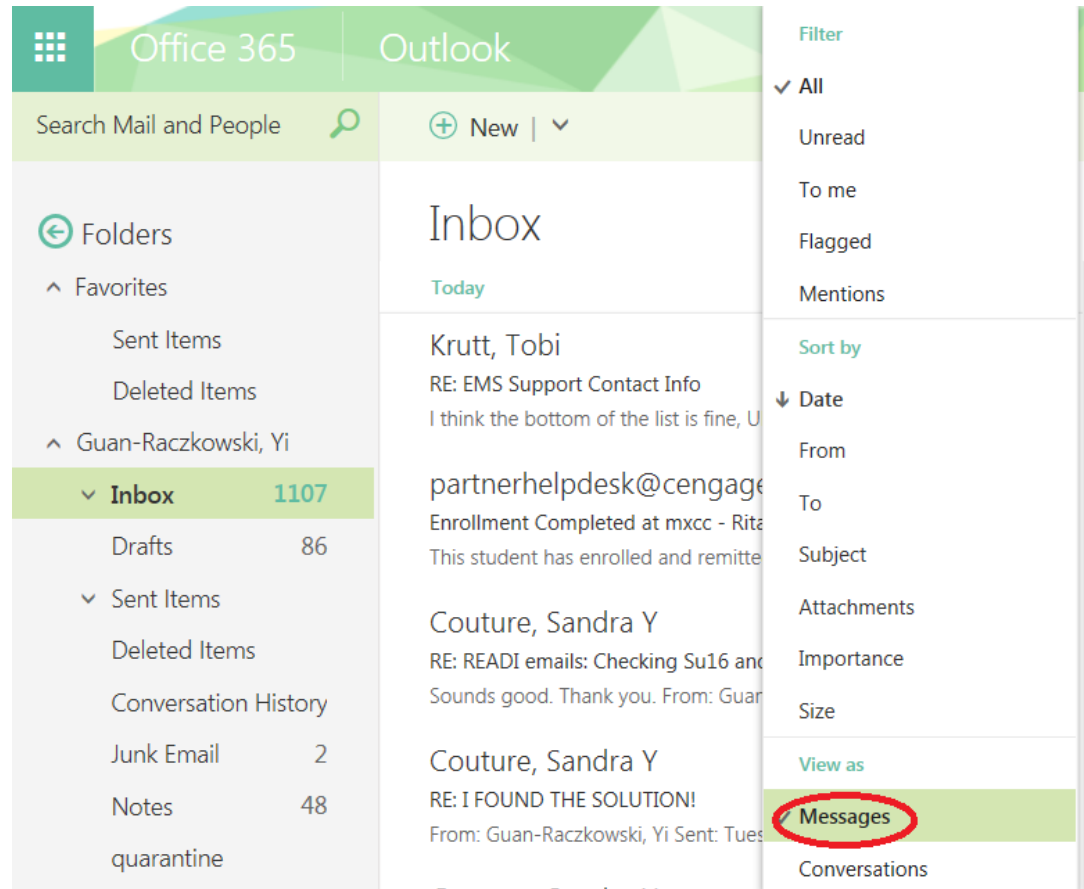 Office 365
Outlook
Search Mail and People
New
Folders
Favorites
Sent Items
Deleted Items
Guan-Raczkowski, Yi
Inbox 1107
Drafts 86
Sent Items
Deleted Items
Conversation History
Junk Email 2
Notes 48
quarantine
Inbox
Today
Krutt, Tobi
RE: EMS Support Contact Info
I think the bottom of the list is fine, U
partnerhelpdesk@cengage
Enrollment Completed at mxcc - Rita
This student has enrolled and remitte
Couture, Sandra Y
RE: READI emails: Checking Su16 and
Sounds good. Thank you. From: Guan
Couture, Sandra Y
RE: I FOUND THE SOLUTION!
From: Guan-Raczkowski, Yi Sent: Tues
Filter
All
Unread
To me
Flagged
Mentions
Sort by
Date
From
To
Subject
Attachments
Importance
Size
View as
Messages
Conversations